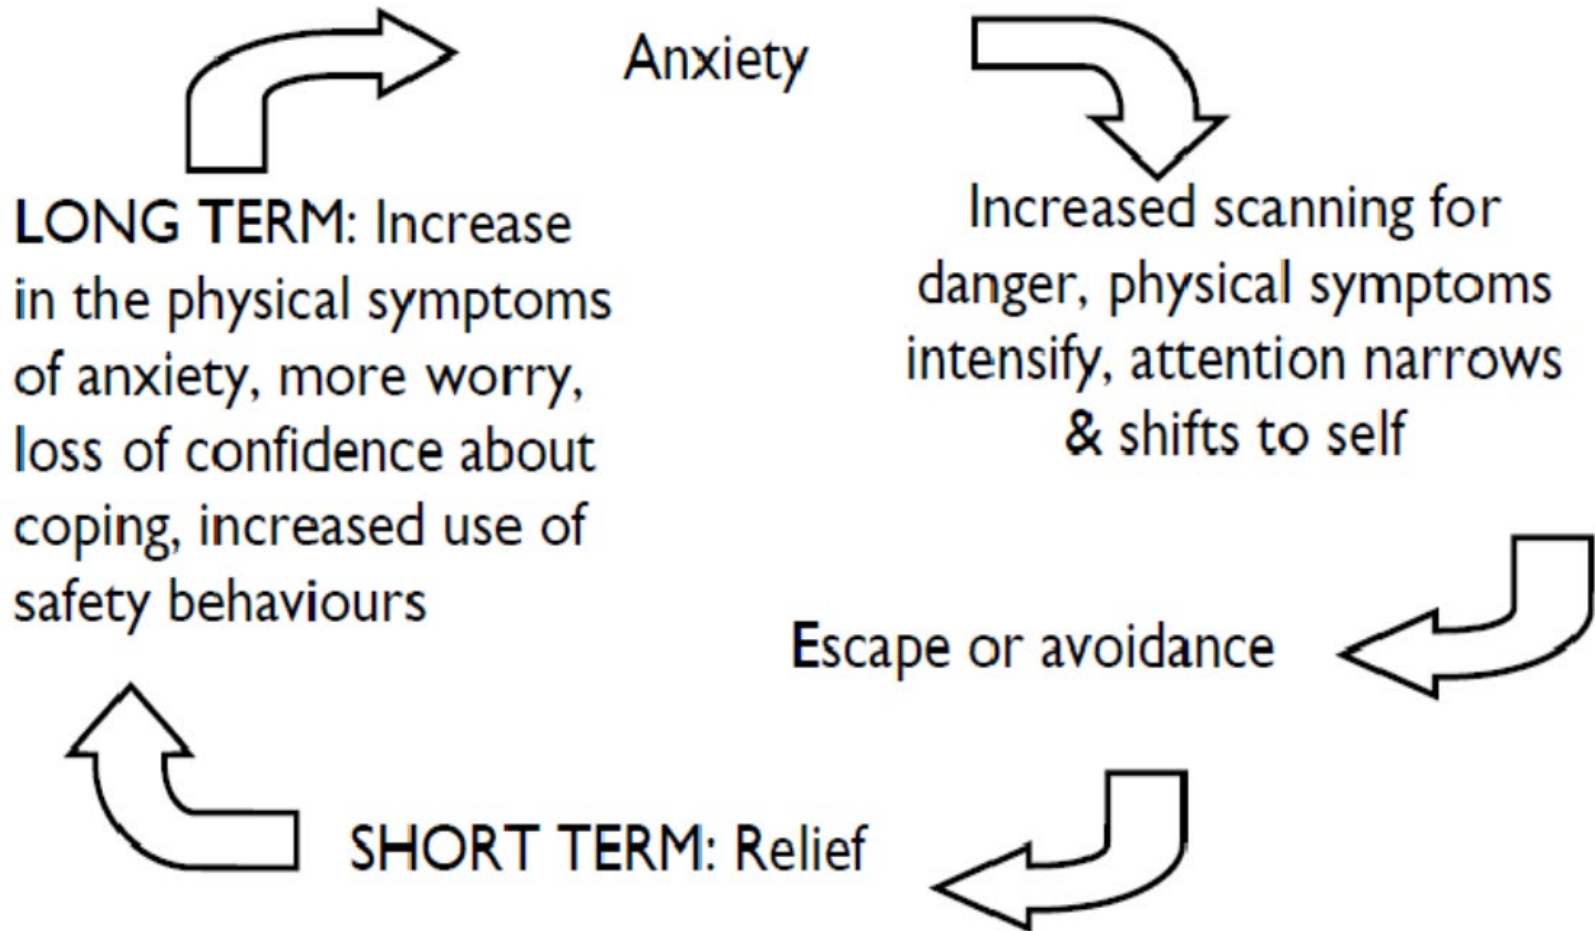 Anxiety
Increased scanning for
danger, physical symptoms
intensify, attention narrows
& shifts to self
Escape or avoidance
SHORT TERM: Relief
LONG TERM: Increase
in the physical symptoms
of anxiety, more worry,
loss of confidence about
coping, increased use of
safety behaviours